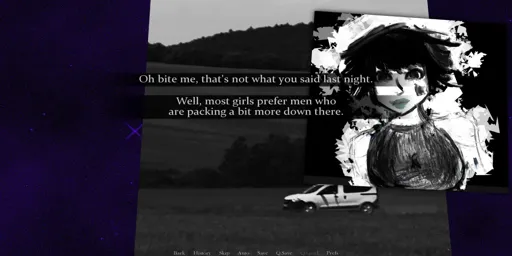 Oh bite me, that's not what you said last night.
Well, most girls prefer men who
are packing a bit more down there.
Back History Skip Auto Save Q.Save Prefs